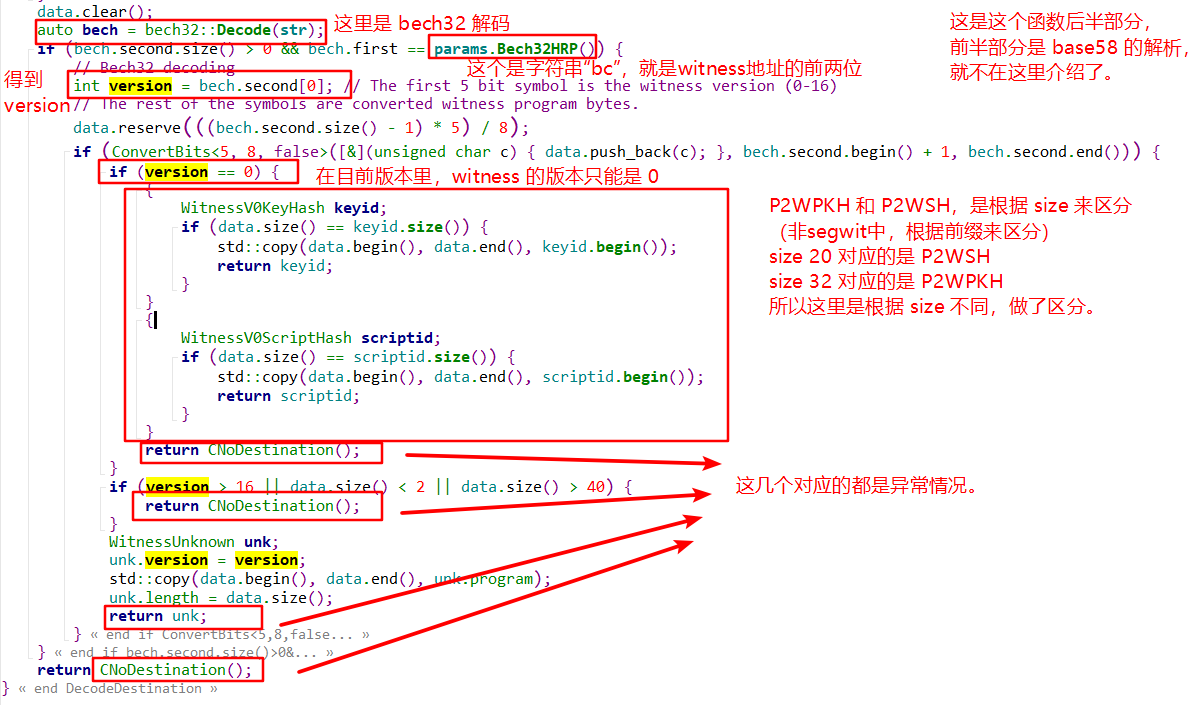 data.clear();
auto bech = bech32::Decode(str);
这里是 bech32 解码
if (bech.second.size() > 0 && bech.first == params.Bech32HRP()) {
// Bech32 decoding
这个是字符串“bc”，就是witness地址的前两位
得到
version
int version = bech.second[0]; // The first 5 bit symbol is the witness version (0-16)
// The rest of the symbols are converted witness program bytes.
data.reserve(((bech.second.size() - 1) * 5) / 8);
if (ConvertBits<5, 8, false>([&](unsigned char c) { data.push_back(c); }, bech.second.begin() + 1, bech.second.end())) {
if (version == 0) {
在目前版本里，witness 的版本只能是 0
{
WitnessV0KeyHash keyid;
if (data.size() == keyid.size()) {
std::copy(data.begin(), data.end(), keyid.begin());
return keyid;
}
}
{
WitnessV0ScriptHash scriptid;
if (data.size() == scriptid.size()) {
std::copy(data.begin(), data.end(), scriptid.begin());
return scriptid;
}
}
return CNoDestination();
}
if (version > 16 || data.size() < 2 || data.size() > 40) {
return CNoDestination();
}
WitnessUnknown unk;
unk.version = version;
std::copy(data.begin(), data.end(), unk.program);
unk.length = data.size();
return unk;
} « end if ConvertBits<5,8,false... »
} « end if bech.second.size()>0&... »
return CNoDestination();
} « end DecodeDestination »
这是这个函数后半部分，
前半部分是 base58 的解析，
就不在这里介绍了。
P2WPKH 和 P2WSH，是根据 size 来区分
（非segwit中，根据前缀来区分）
size 20 对应的是 P2WSH
size 32 对应的是 P2WPKH
所以这里是根据 size 不同，做了区分。
这几个对应的都是异常情况。